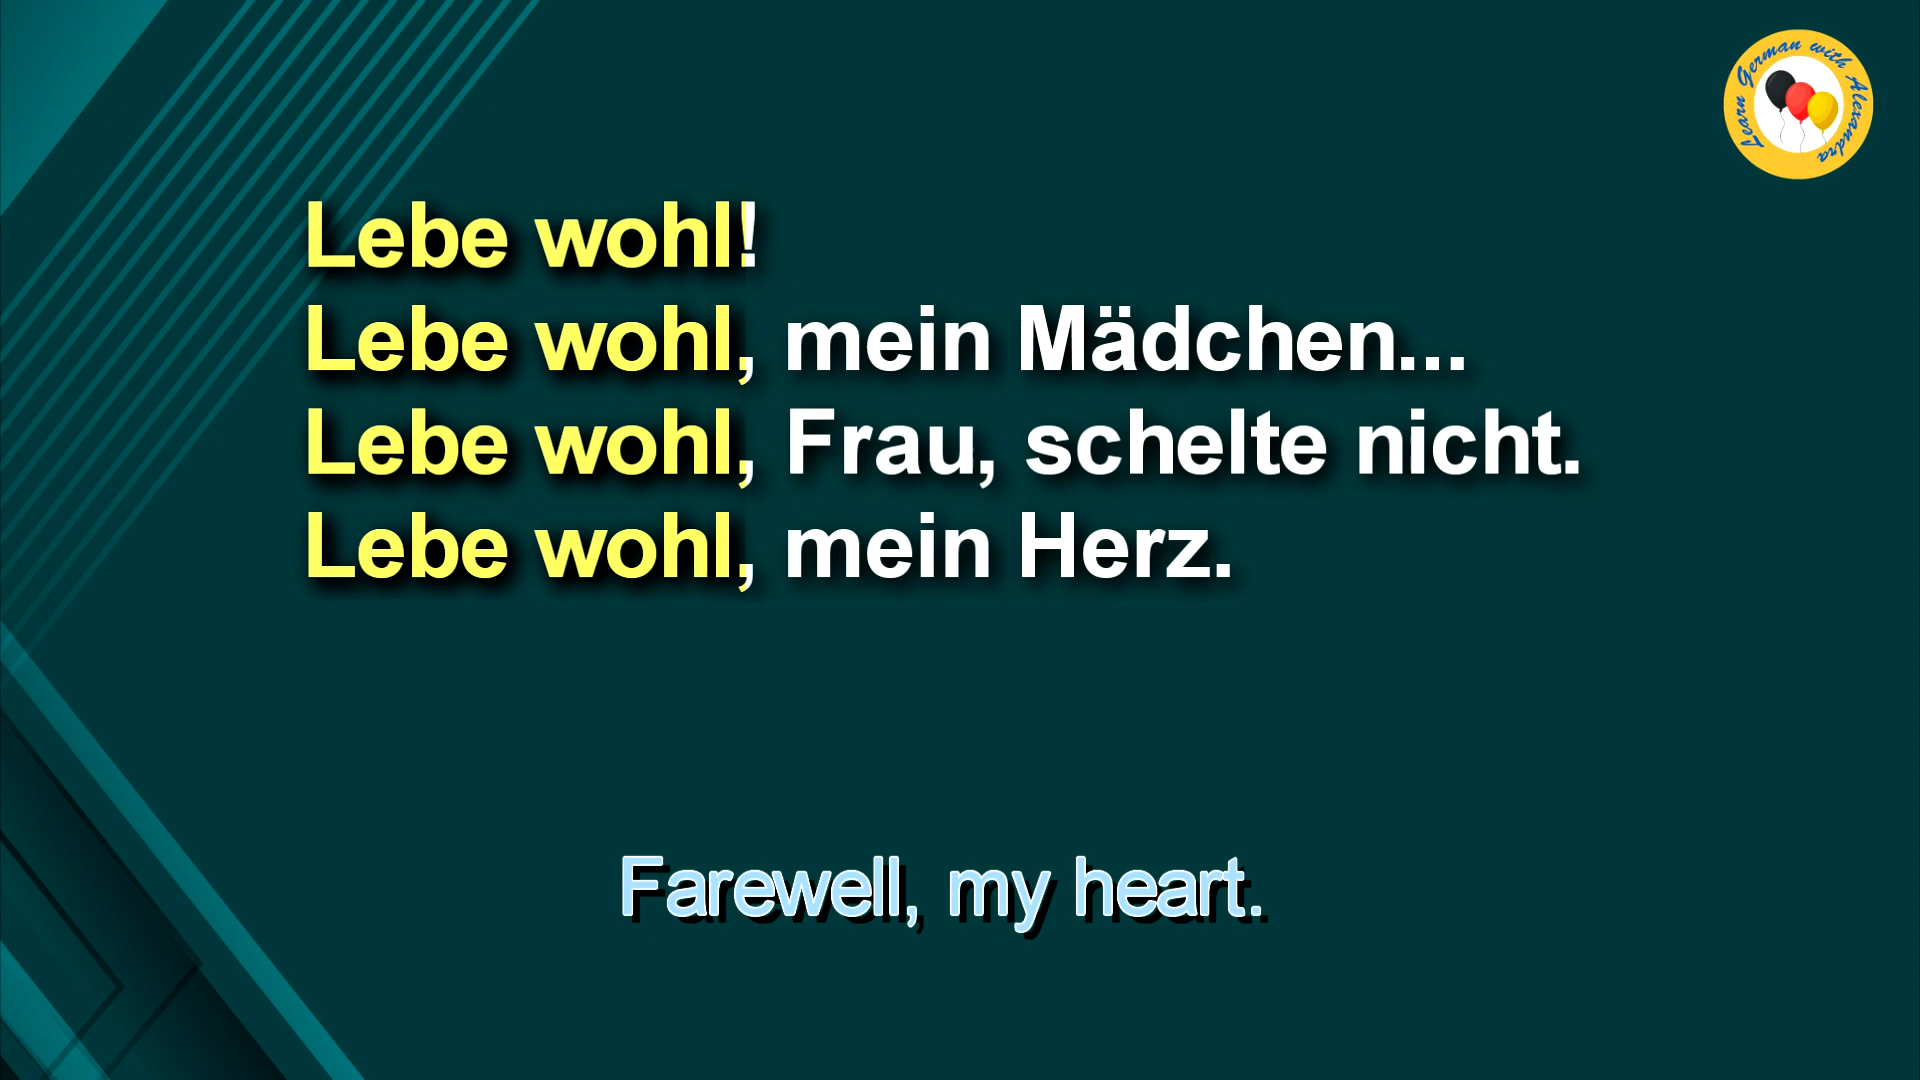 Learn German with Alexandra
Lebe wohl!
Lebe wohl, mein Mädchen...
Lebe wohl, Frau, schelte nicht.
Lebe wohl, mein Herz.
Farewell, my heart.